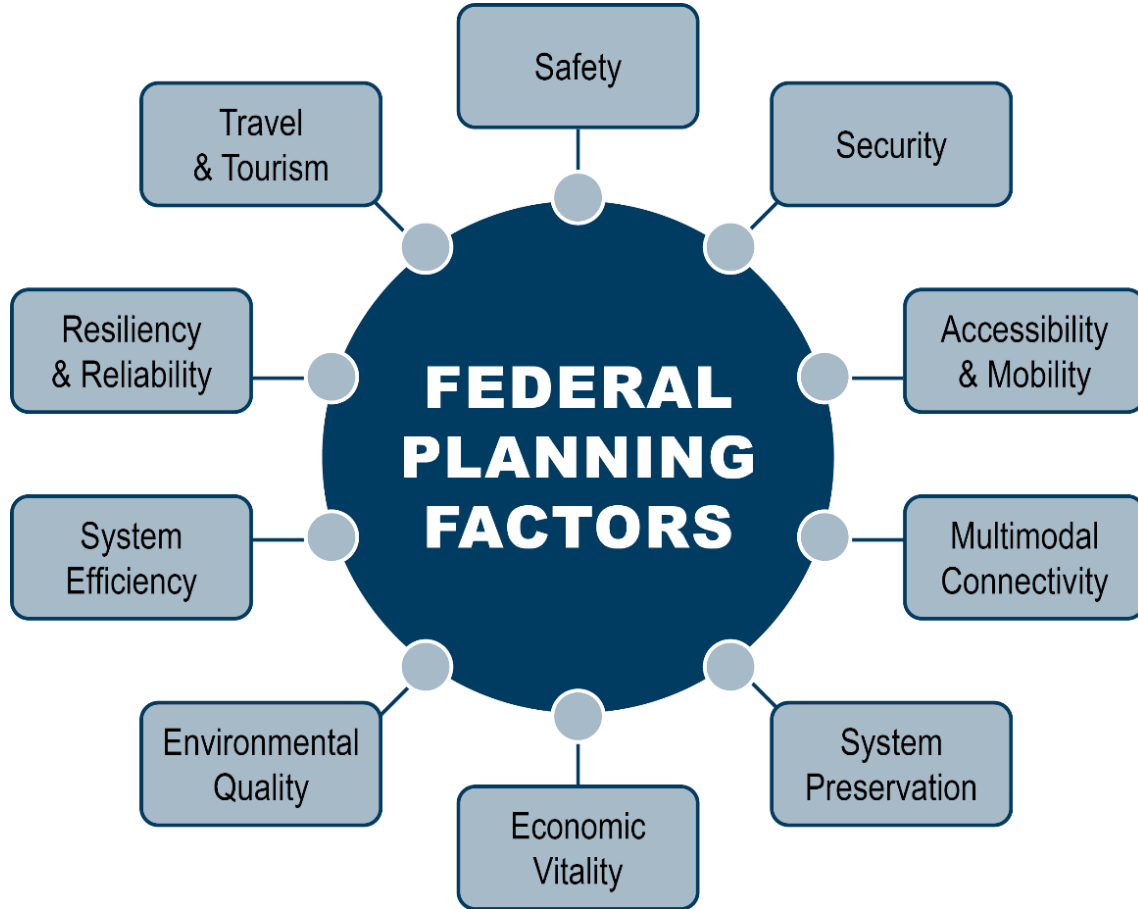 Safety
Security
Accessibility
& Mobility
Multimodal
Connectivity
System
Preservation
Economic
Vitality
Environmental
Quality
System
Efficiency
Resiliency
& Reliability
Travel
& Tourism
FEDERAL
PLANNING
FACTORS